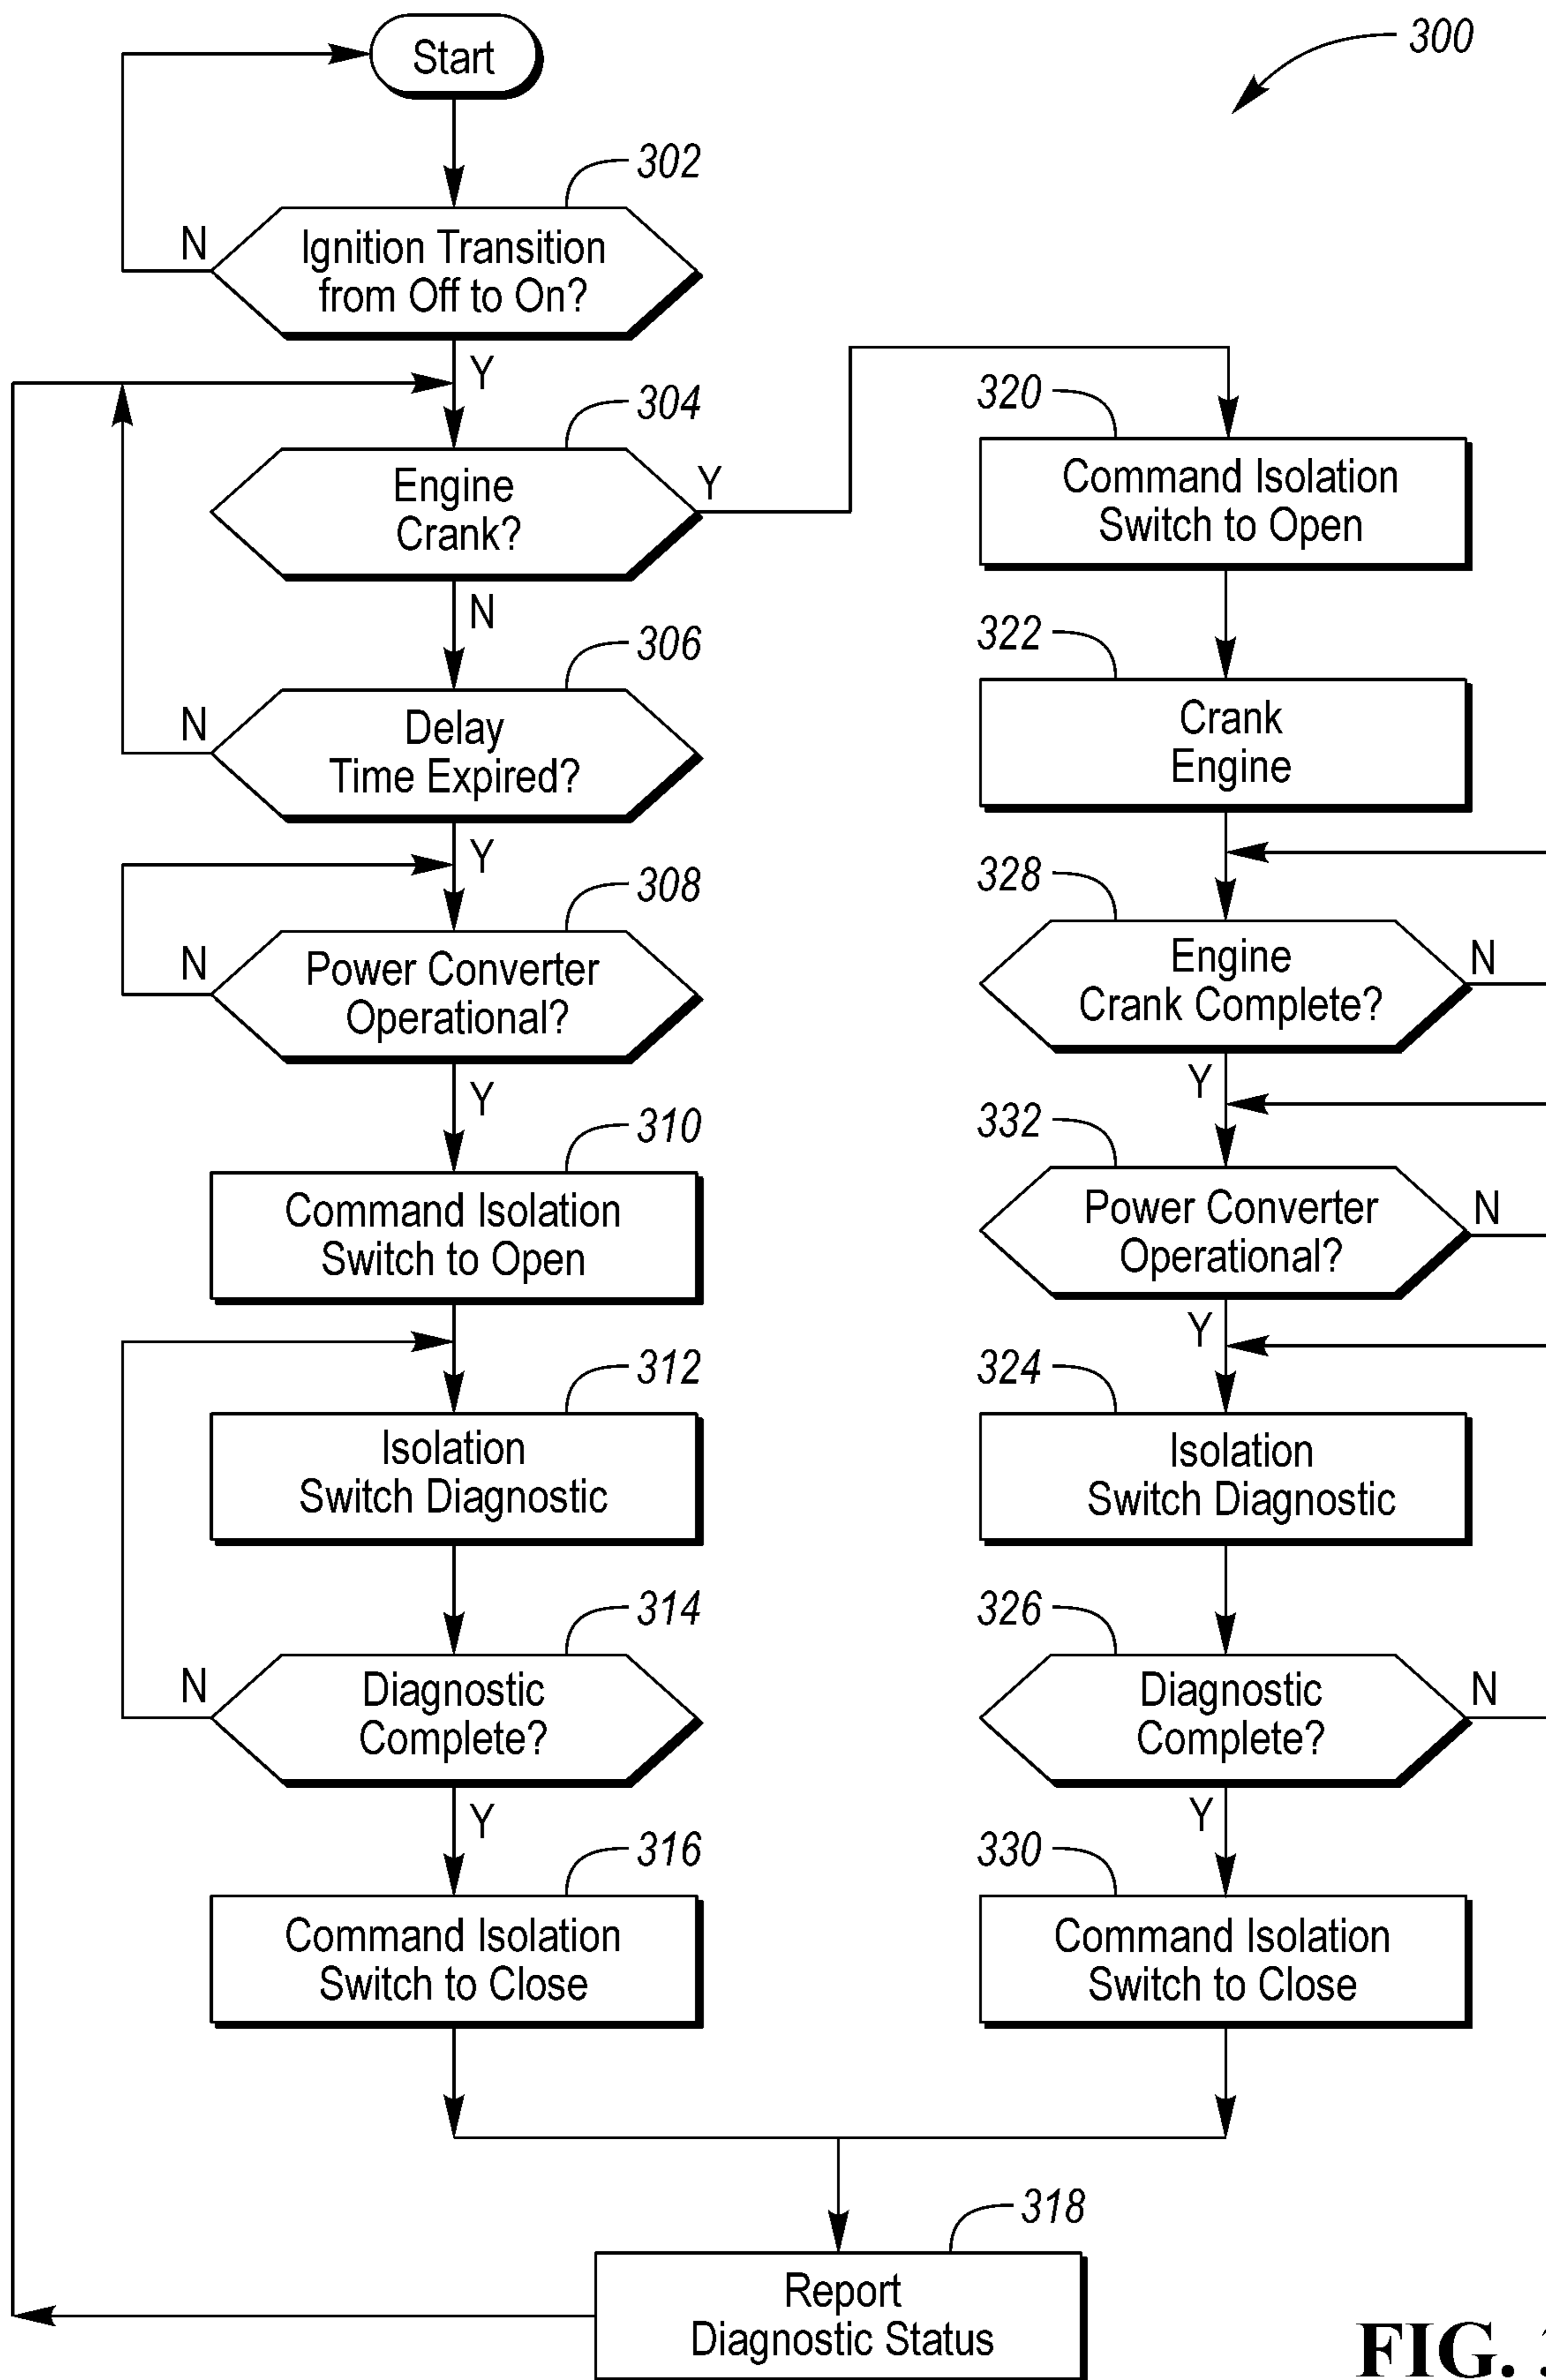 Start
300
302
N
Ignition Transition
from Off to On?
Y
304
Engine
Crank?
Y
N
306
N
Delay
Time Expired?
Y
308
N
Power Converter
Operational?
Y
310
Command Isolation
Switch to Open
312
Isolation
Switch Diagnostic
314
N
Diagnostic
Complete?
Y
316
Command Isolation
Switch to Close
320
Command Isolation
Switch to Open
322
Crank
Engine
328
Engine
Crank Complete?
N
Y
332
Power Converter
Operational?
N
Y
324
Isolation
Switch Diagnostic
326
Diagnostic
Complete?
N
Y
330
Command Isolation
Switch to Close
318
Report
Diagnostic Status
FIG.